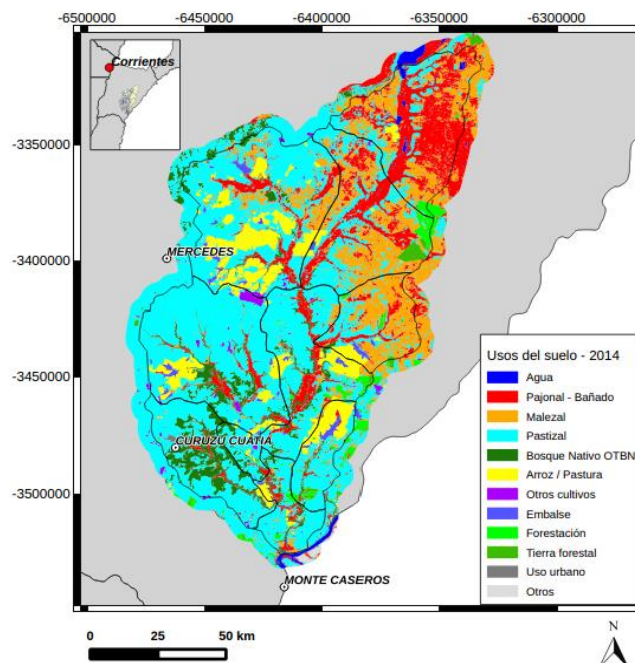 -6500000 -6450000 -6400000 -6350000 -6300000
Corrientes
-3350000
-3400000
-3450000
-3500000
MERCEDES
CURUZÚ CUATIÁ
MONTE CASEROS
Usos del suelo - 2014
Agua
Pajonal - Bañado
Malezal
Pastizal
Bosque Nativo OTBN
Arroz / Pastura
Otros cultivos
Embalse
Forestación
Tierra forestal
Uso urbano
Otros
0 25 50 km
N